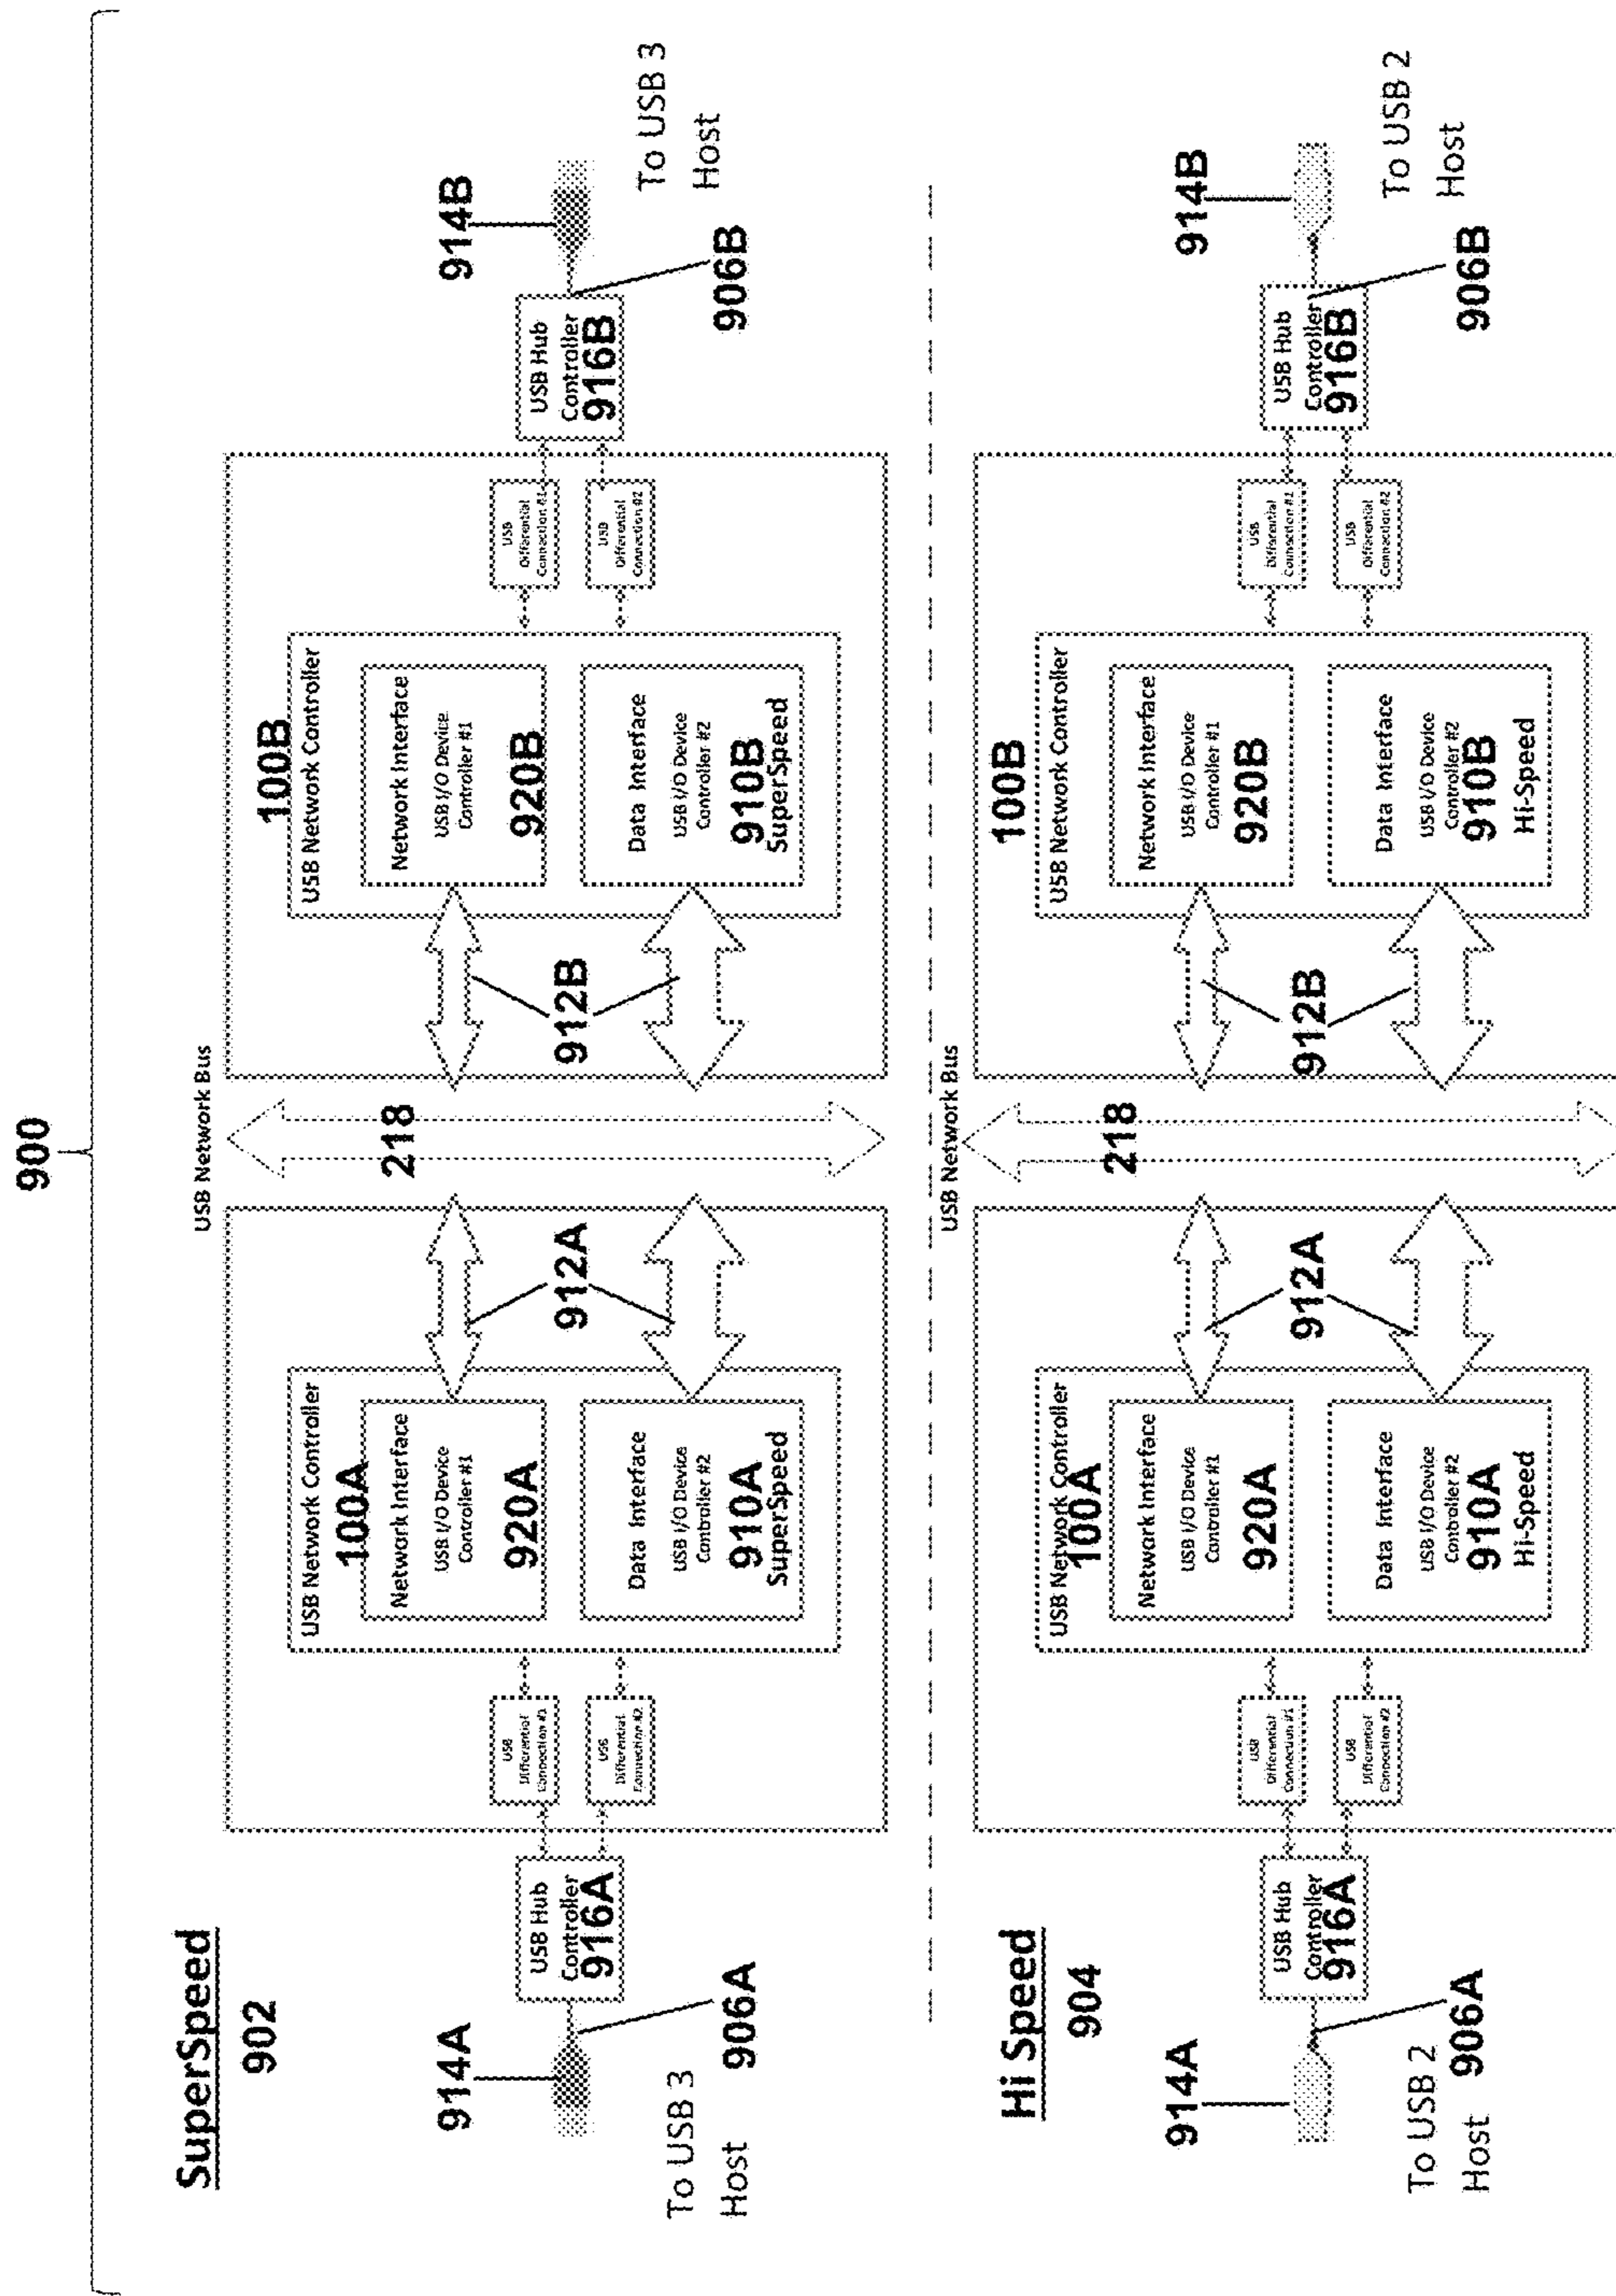 900
SuperSpeed
902
914A
To USB 3
Host
906A
USB Hub
Controller
916A
USB
Differential
Connection #1
USB
Differential
Connection #2
USB Network Controller
100A
Network Interface
USB I/O Device
Controller #1
920A
Data Interface
USB I/O Device
Controller #2
910A
SuperSpeed
912A
USB Network Bus
218
912B
100B
USB Network Controller
Network Interface
USB I/O Device
Controller #1
920B
Data Interface
USB I/O Device
Controller #2
910B
SuperSpeed
USB
Differential
Connection #1
USB
Differential
Connection #2
USB Hub
Controller
916B
914B
906B
To USB 3
Host
Hi Speed
904
914A
To USB 2
Host
906A
USB Hub
Controller
916A
USB
Differential
Connection #1
USB
Differential
Connection #2
USB Network Controller
100A
Network Interface
USB I/O Device
Controller #1
920A
Data Interface
USB I/O Device
Controller #2
910A
Hi-Speed
912A
USB Network Bus
218
912B
100B
USB Network Controller
Network Interface
USB I/O Device
Controller #1
920B
Data Interface
USB I/O Device
Controller #2
910B
Hi-Speed
USB
Differential
Connection #1
USB
Differential
Connection #2
USB Hub
Controller
916B
914B
906B
To USB 2
Host